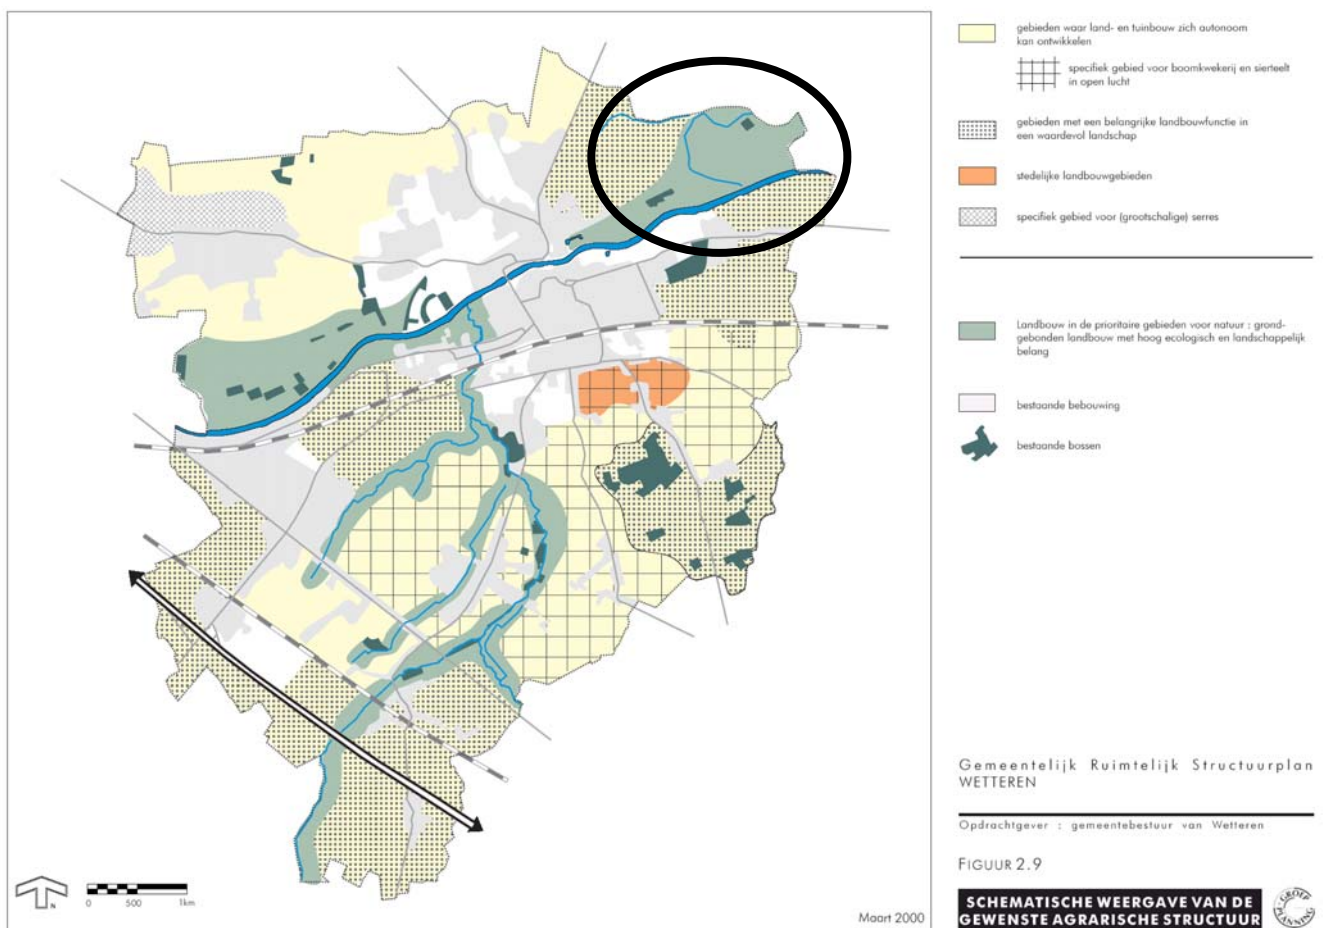 gebieden waar land- en tuinbouw zich autonoom
kan ontwikkelen
specifiek gebied voor boomkwekerij en sierteelt
in open lucht
gebieden met een belangrijke landbouwfunctie in
een waardevol landschap
stedelijke landbouwgebieden
specifiek gebied voor (grootschalige) serres
Landbouw in de prioritaire gebieden voor natuur : grond-
gebonden landbouw met hoog ecologisch en landschappelijk
belang
bestaande bebouwing
bestaande bossen
Gemeentelijk Ruimtelijk Structuurplan
WETTEREN
Opdrachtgever : gemeentebestuur van Wetteren
FIGUUR 2.9
SCHEMATISCHE WEERGAVE VAN DE
GEWENSTE AGRARISCHE STRUCTUUR
GROEP
PLANNING
N
0 500 1km
Maart 2000